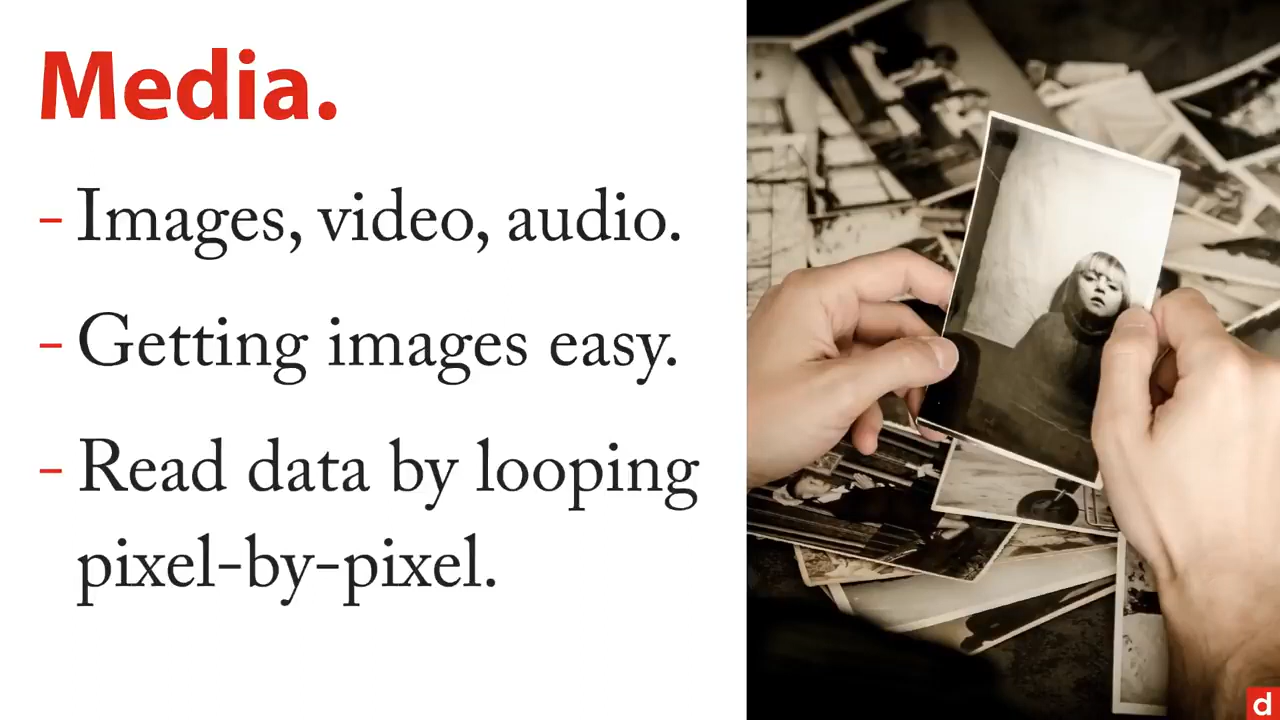 Media.
- Images, video, audio.
- Getting images easy.
- Read data by looping
pixel-by-pixel.
d